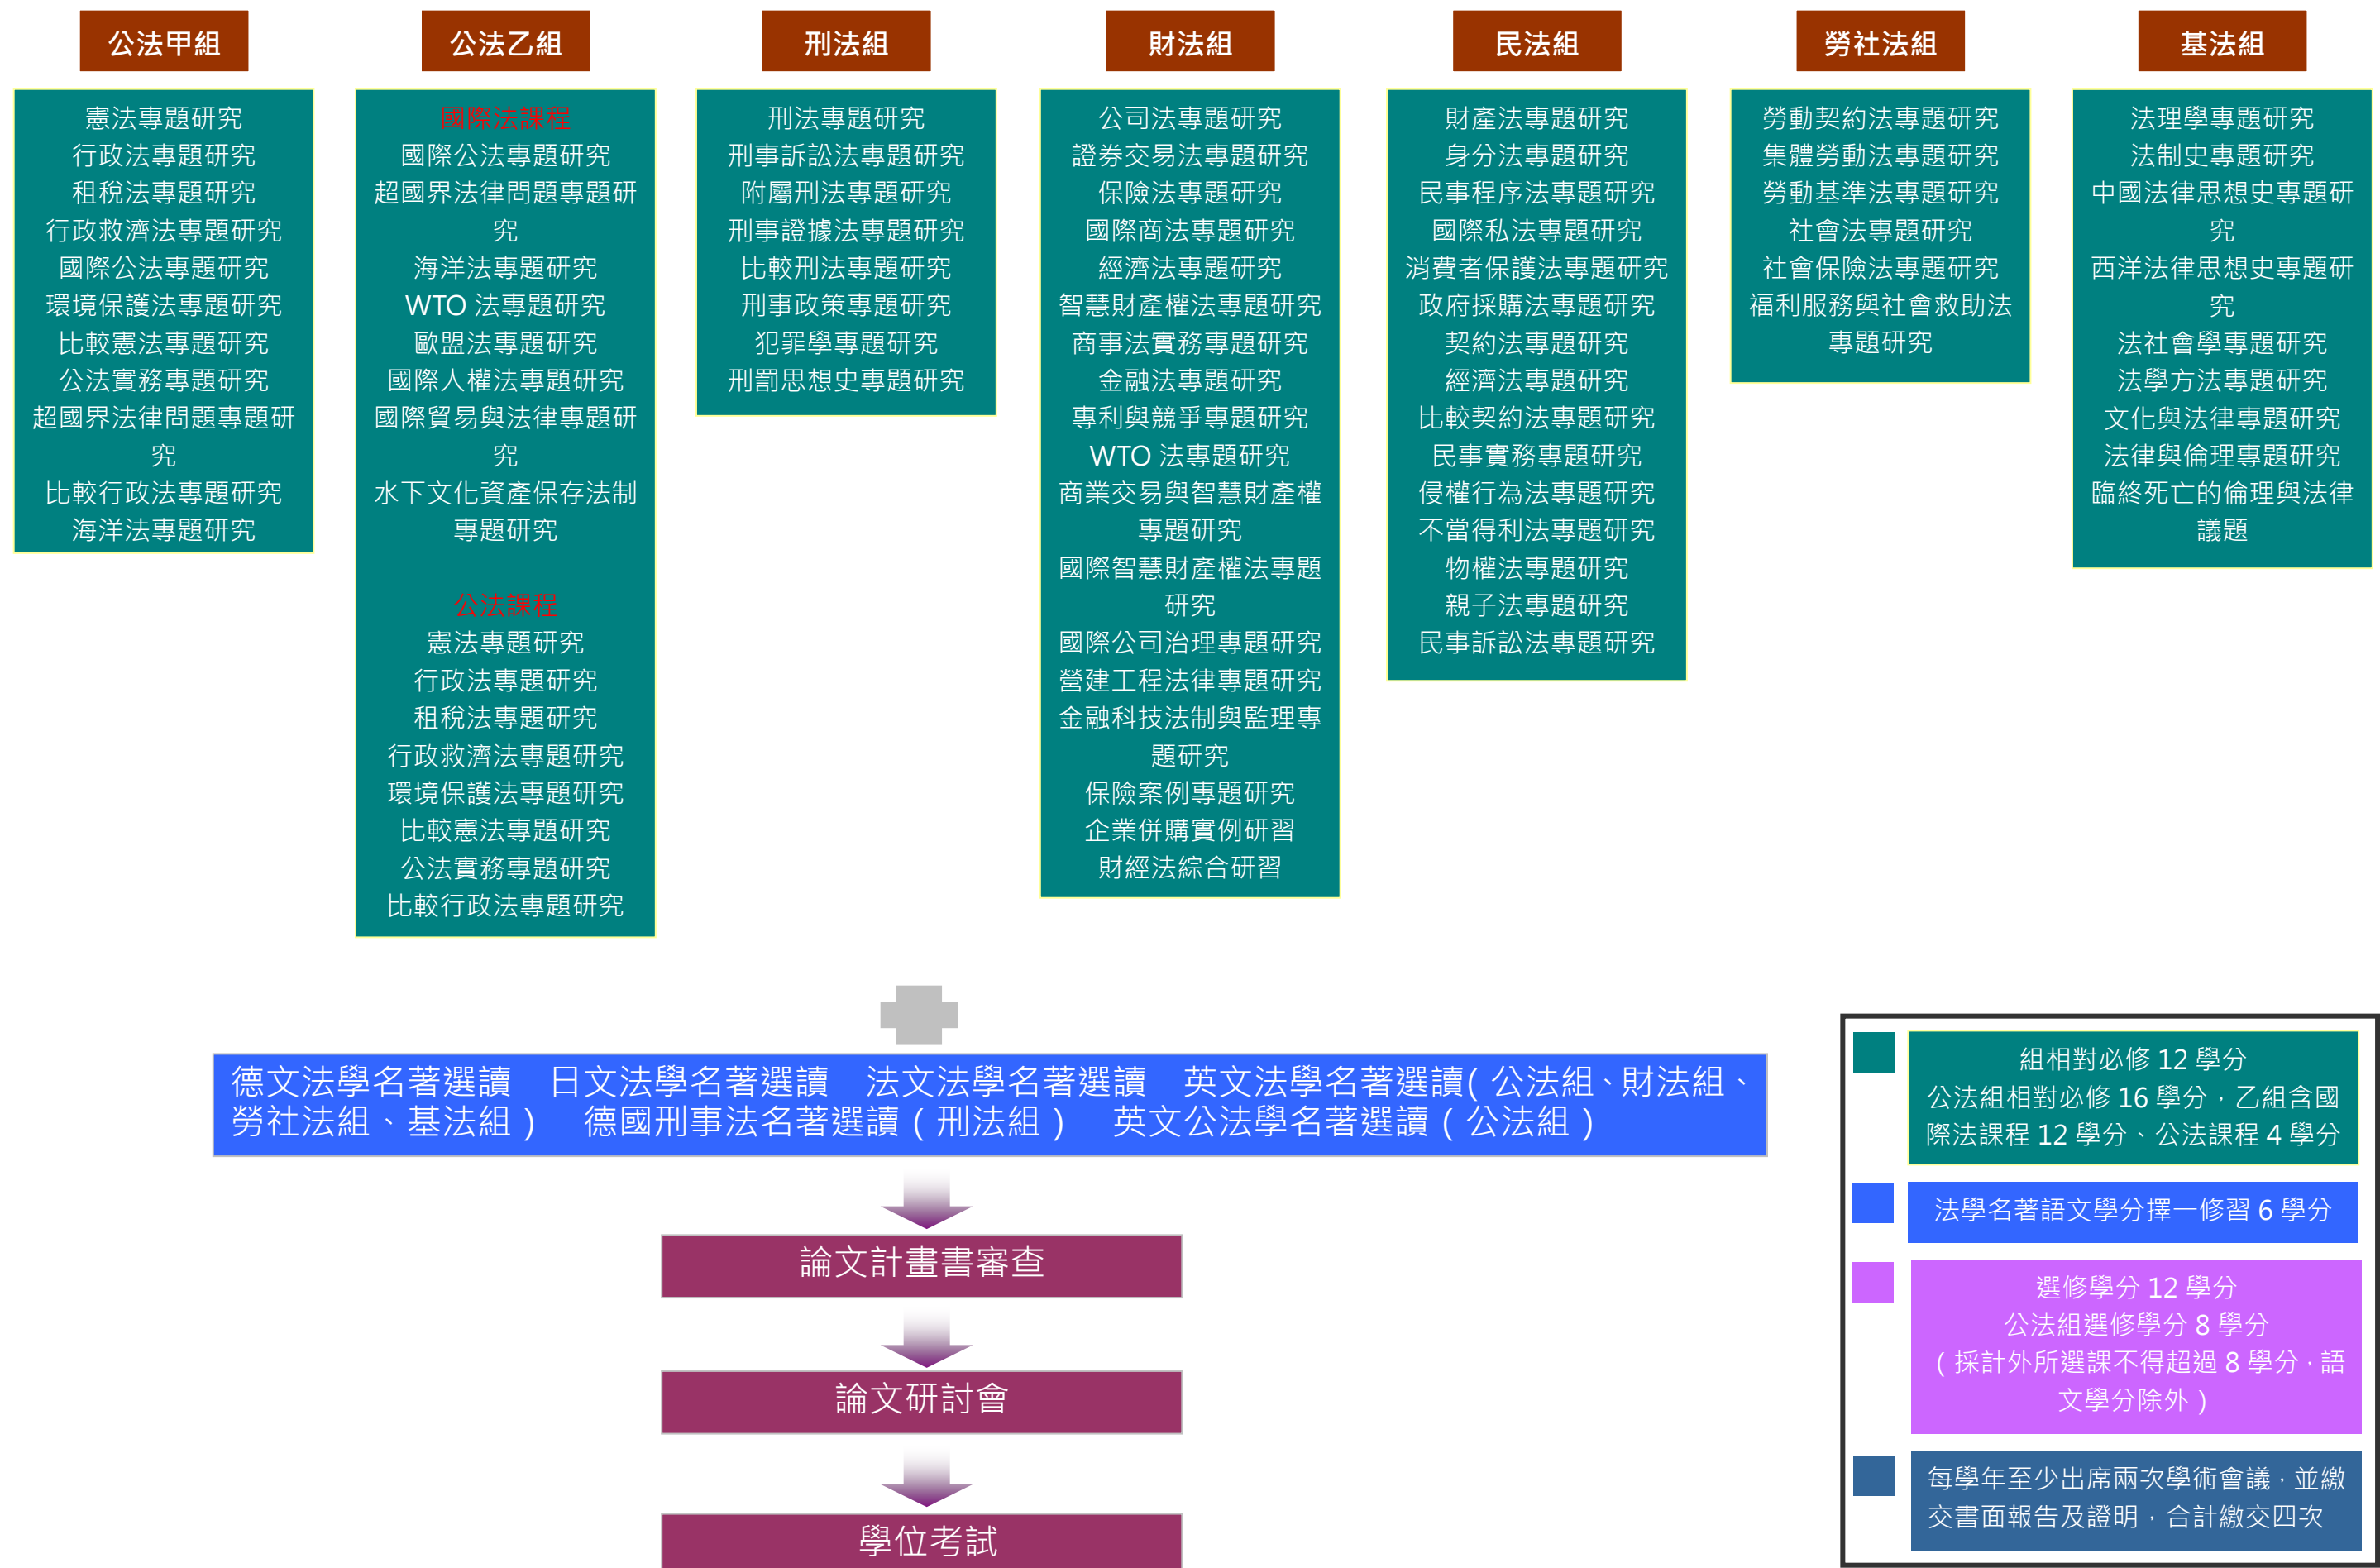 公法甲組
憲法專題研究
行政法專題研究
租稅法專題研究
行政救濟法專題研究
國際公法專題研究
環境保護法專題研究
比較憲法專題研究
公法實務專題研究
超國界法律問題專題研
究
比較行政法專題研究
海洋法專題研究
公法乙組
國際法課程
國際公法專題研究
超國界法律問題專題研
究
海洋法專題研究
WTO 法專題研究
歐盟法專題研究
國際人權法專題研究
國際貿易與法律專題研
究
水下文化資產保存法制
專題研究
公法課程
憲法專題研究
行政法專題研究
租稅法專題研究
行政救濟法專題研究
環境保護法專題研究
比較憲法專題研究
公法實務專題研究
比較行政法專題研究
刑法組
刑法專題研究
刑事訴訟法專題研究
附屬刑法專題研究
刑事證據法專題研究
比較刑法專題研究
刑事政策專題研究
犯罪學專題研究
刑罰思想史專題研究
財法組
公司法專題研究
證券交易法專題研究
保險法專題研究
國際商法專題研究
經濟法專題研究
智慧財產權法專題研究
商事法實務專題研究
金融法專題研究
專利與競爭專題研究
WTO 法專題研究
商業交易與智慧財產權
專題研究
國際智慧財產權法專題
研究
國際公司治理專題研究
營建工程法律專題研究
金融科技法制與監理專
題研究
保險案例專題研究
企業併購實例研習
財經法綜合研習
民法組
財產法專題研究
身分法專題研究
民事程序法專題研究
國際私法專題研究
消費者保護法專題研究
政府採購法專題研究
契約法專題研究
經濟法專題研究
比較契約法專題研究
民事實務專題研究
侵權行為法專題研究
不當得利法專題研究
物權法專題研究
親子法專題研究
民事訴訟法專題研究
勞社法組
勞動契約法專題研究
集體勞動法專題研究
勞動基準法專題研究
社會法專題研究
社會保險法專題研究
福利服務與社會救助法
專題研究
基法組
法理學專題研究
法制史專題研究
中國法律思想史專題研
究
西洋法律思想史專題研
究
法社會學專題研究
法學方法專題研究
文化與法律專題研究
法律與倫理專題研究
臨終死亡的倫理與法律
議題
德文法學名著選讀　日文法學名著選讀　法文法學名著選讀　英文法學名著選讀(公法組、財法組、
勞社法組、基法組)　德國刑事法名著選讀(刑法組)　英文公法學名著選讀(公法組)
論文計畫書審查
論文研討會
學位考試
組相對必修 12 學分
公法組相對必修 16 學分，乙組含國
際法課程 12 學分、公法課程 4 學分
法學名著語文學分擇一修習 6 學分
選修學分 12 學分
公法組選修學分 8 學分
(採計外所選課不得超過 8 學分，語
文學分除外)
每學年至少出席兩次學術會議，並繳
交書面報告及證明，合計繳交四次